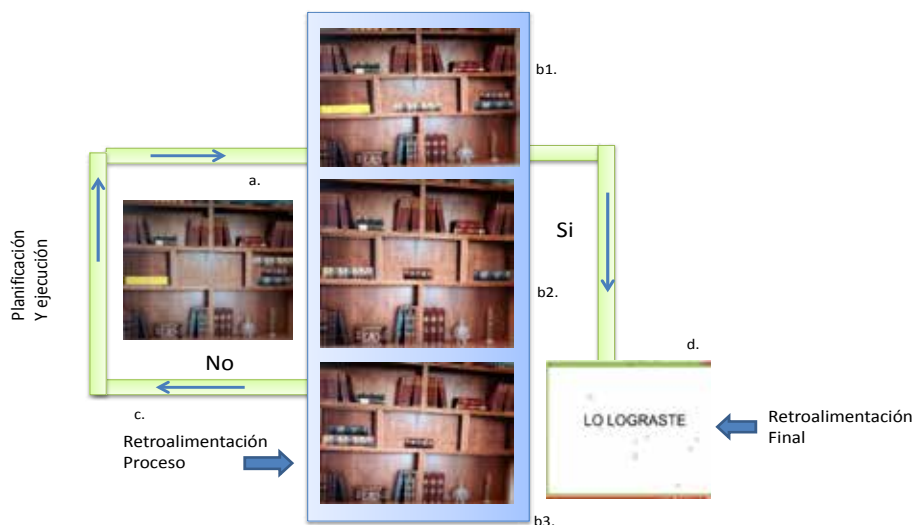 b1.
a.
Si
Planificación
Y ejecución
b2.
No
d.
c.
LO LOGRASTE
Retroalimentación
Final
Retroalimentación
Proceso
b3.